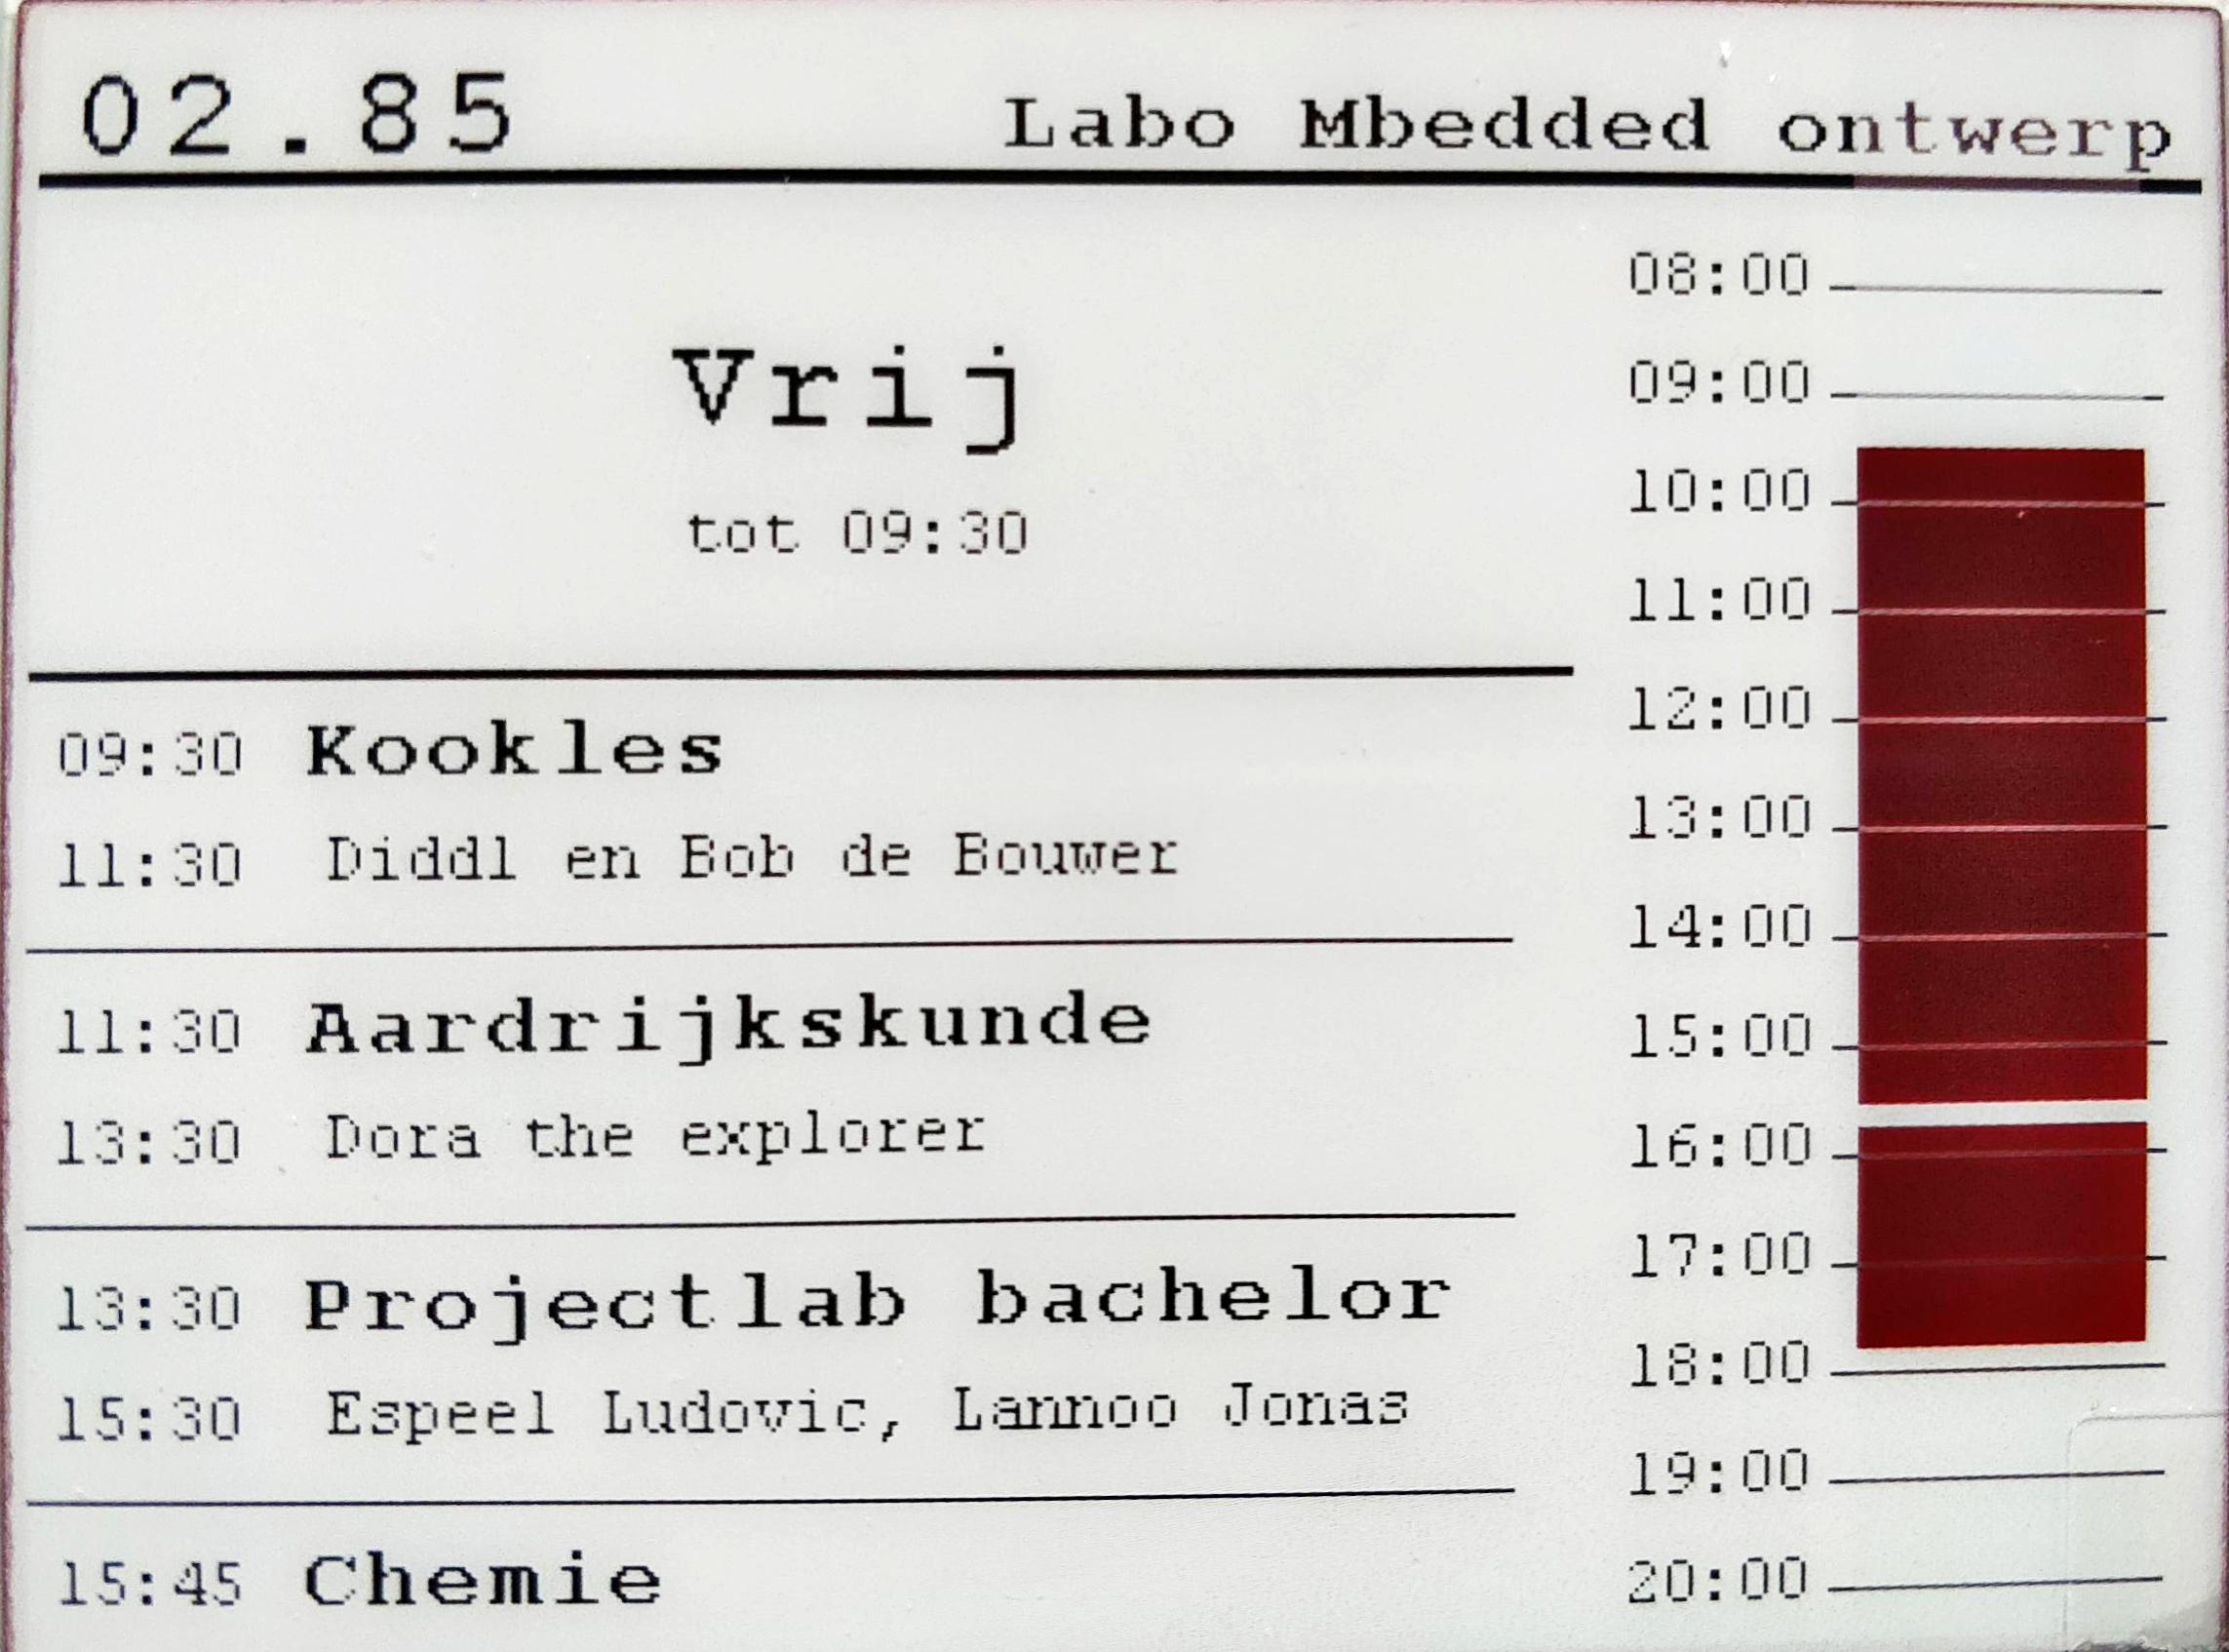 02.85 Labo Mbedded ontwerp
Vrij
tot 09:30
09:30 Kookles
11:30 Diddl en Bob de Bouwer
11:30 Aardrijkskunde
13:30 Dora the explorer
13:30 Projectlab bachelor
15:30 Espeel Ludovic, Lannoo Jonas
15:45 Chemie
08:00
09:00
10:00
11:00
12:00
13:00
14:00
15:00
16:00
17:00
18:00
19:00
20:00